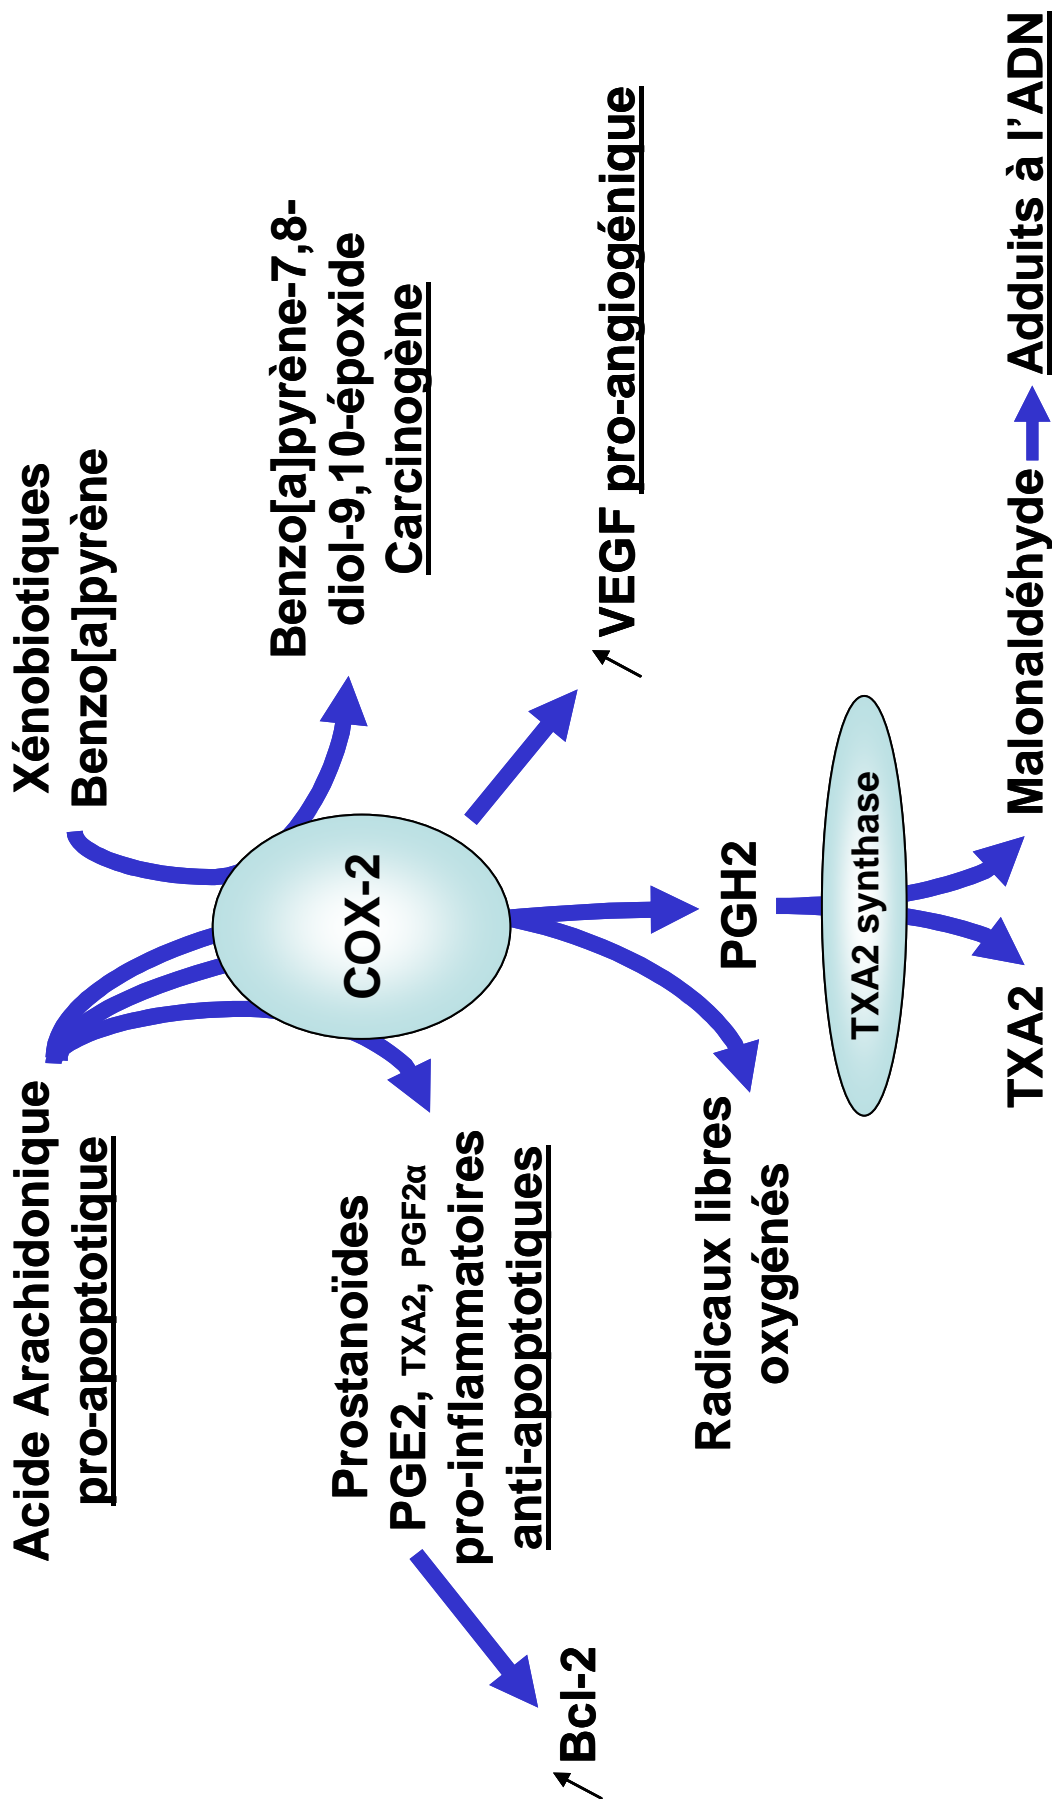 Acide Arachidonique
pro-apoptotique
Xénobiotiques
Benzo[a]pyrène
COX-2
Prostanoïdes
PGE2, TXA2, PGF2α
pro-inflammatoires
anti-apoptotiques
Benzo[a]pyrène-7,8-
diol-9,10-époxide
Carcinogène
Bcl-2
VEGF pro-angiogénique
Radicaux libres
oxygénés
PGH2
TXA2 synthase
TXA2
Malonaldéhyde
Adduits à l’ADN